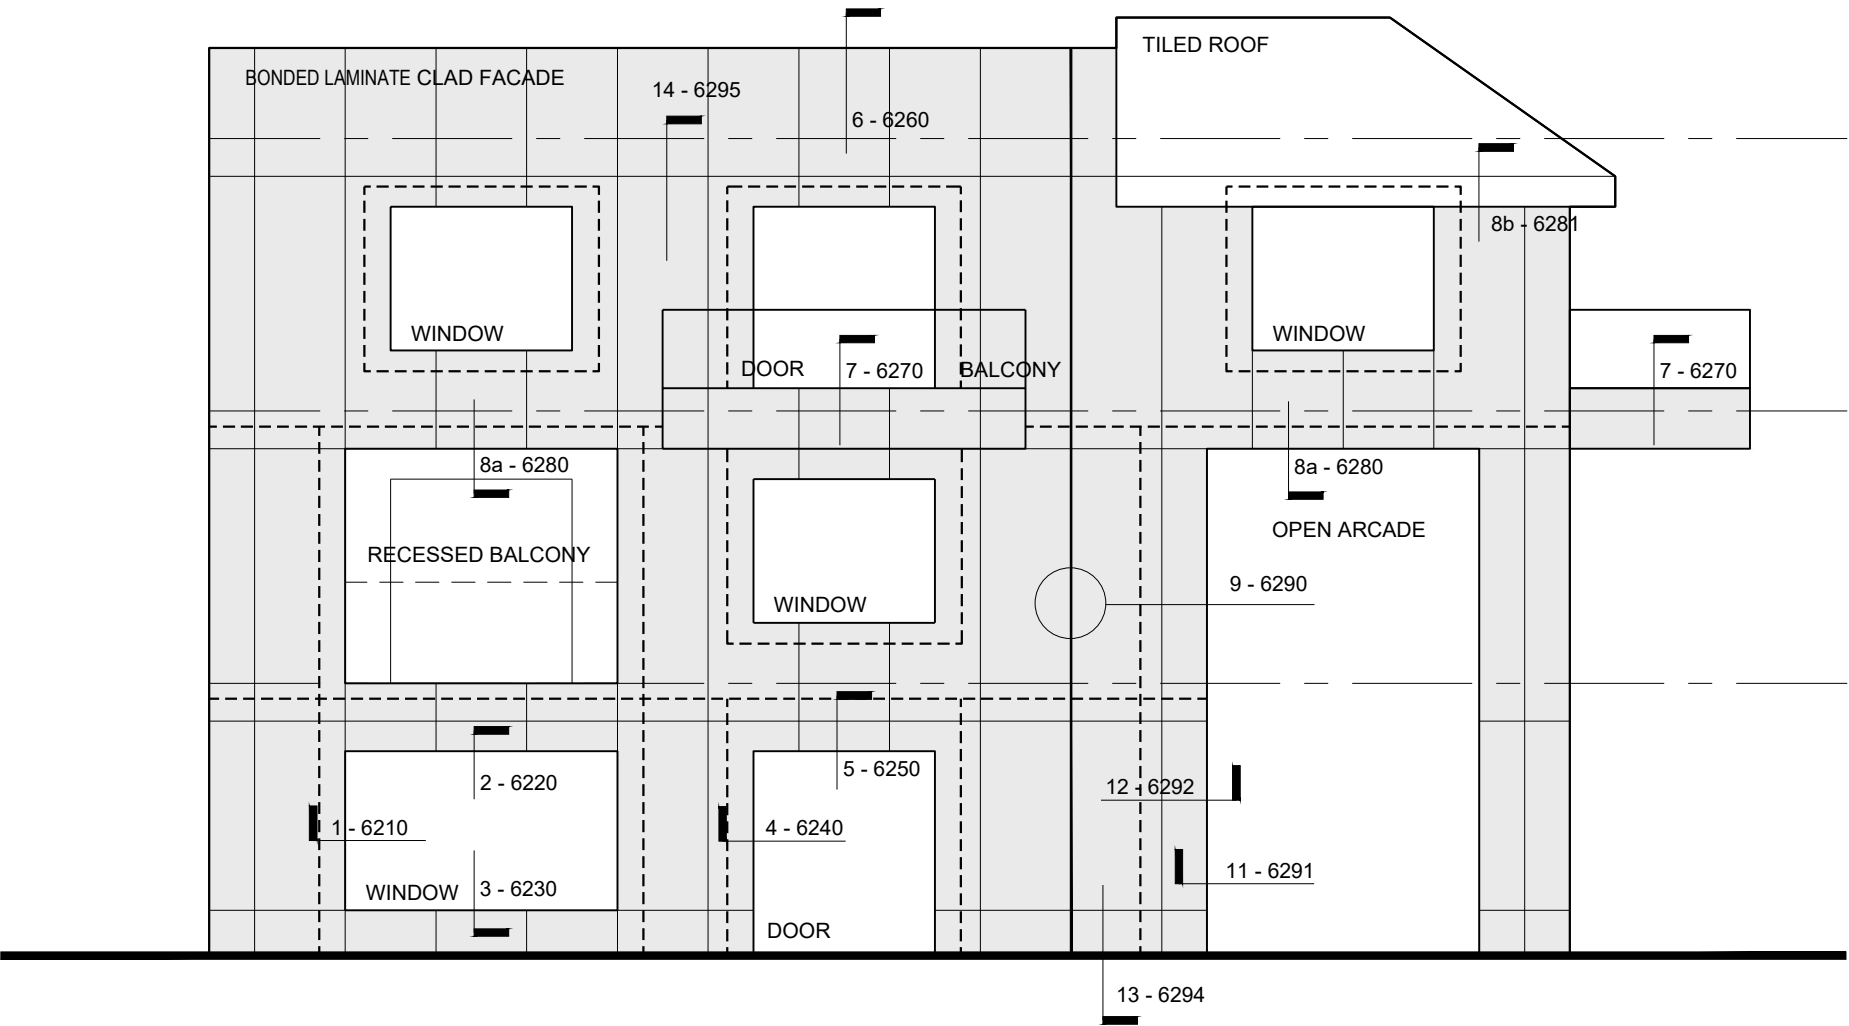 TILED ROOF
BONDED LAMINATE CLAD FACADE
14 - 6295
6 - 6260
8b - 6281
WINDOW
WINDOW
DOOR
7 - 6270
BALCONY
7 - 6270
8a - 6280
8a - 6280
OPEN ARCADE
RECESSED BALCONY
9 - 6290
WINDOW
5 - 6250
2 - 6220
12 - 6292
1 - 6210
4 - 6240
11 - 6291
WINDOW
3 - 6230
DOOR
13 - 6294